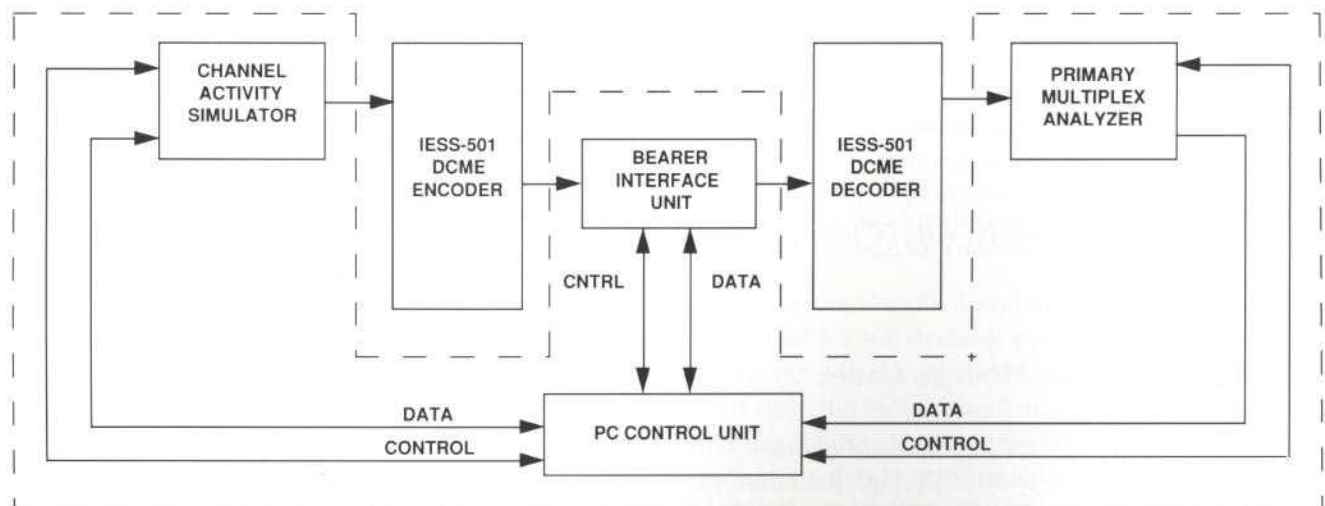 CHANNEL
ACTIVITY
SIMULATOR
IESS-501
DCME
ENCODER
BEARER
INTERFACE
UNIT
IESS-501
DCME
DECODER
PRIMARY
MULTIPLEX
ANALYZER
CNTRL
DATA
DATA
CONTROL
PC CONTROL UNIT
DATA
CONTROL